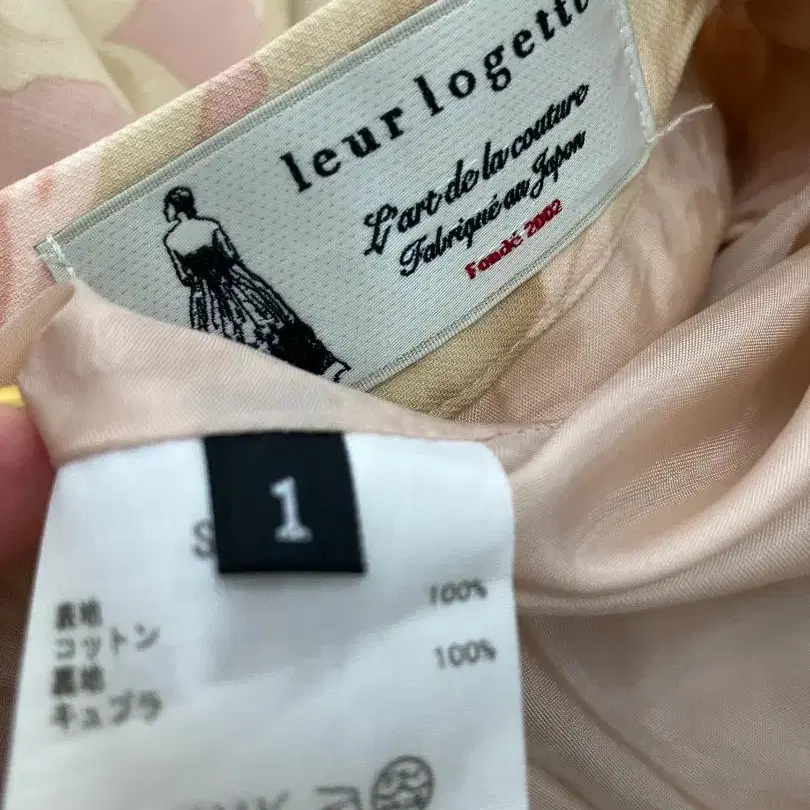 leur logett
L'art de la couture
Fabriqué au Japon
Fondé 2002
1
S
表地
コットン 100%
裏地
キュプラ 100%